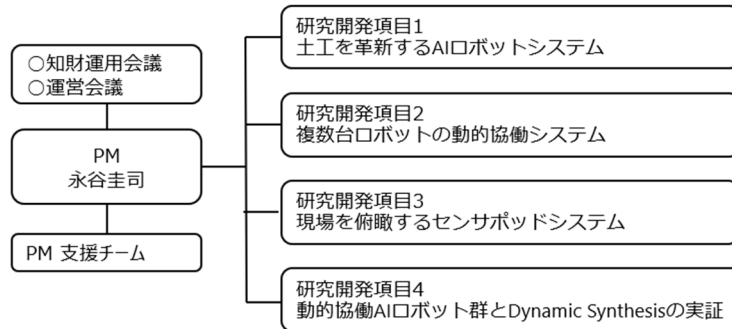 ○知財運用会議
○運営会議
PM
永谷圭司
PM 支援チーム
研究開発項目1
土工を革新するAIロボットシステム
研究開発項目2
複数台ロボットの動的協働システム
研究開発項目3
現場を俯瞰するセンサポッドシステム
研究開発項目4
動的協働AIロボット群とDynamic Synthesisの実証